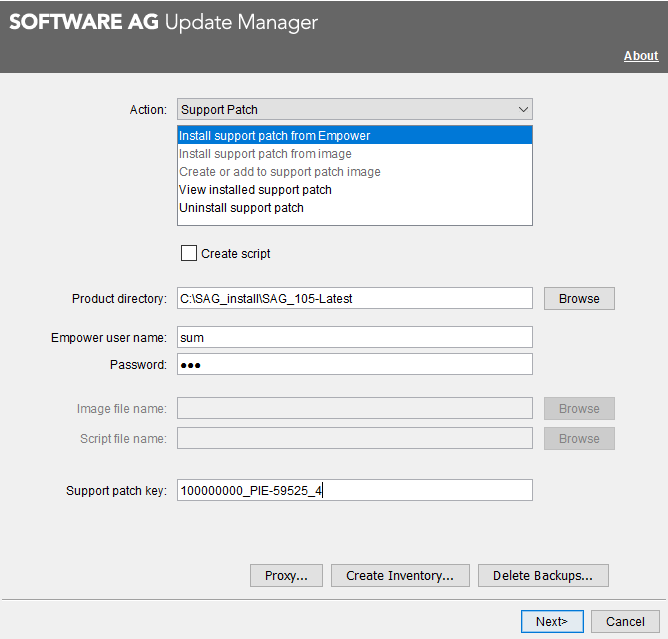 SOFTWARE AG Update Manager
About
Action: Support Patch
Install support patch from Empower
Install support patch from image
Create or add to support patch image
View installed support patch
Uninstall support patch
Create script
Product directory: C:\SAG_install\SAG_105-Latest Browse
Empower user name: sum
Password: ●●●
Image file name: Browse
Script file name: Browse
Support patch key: 100000000_PIE-59525_4
Proxy... Create Inventory... Delete Backups...
Next> Cancel